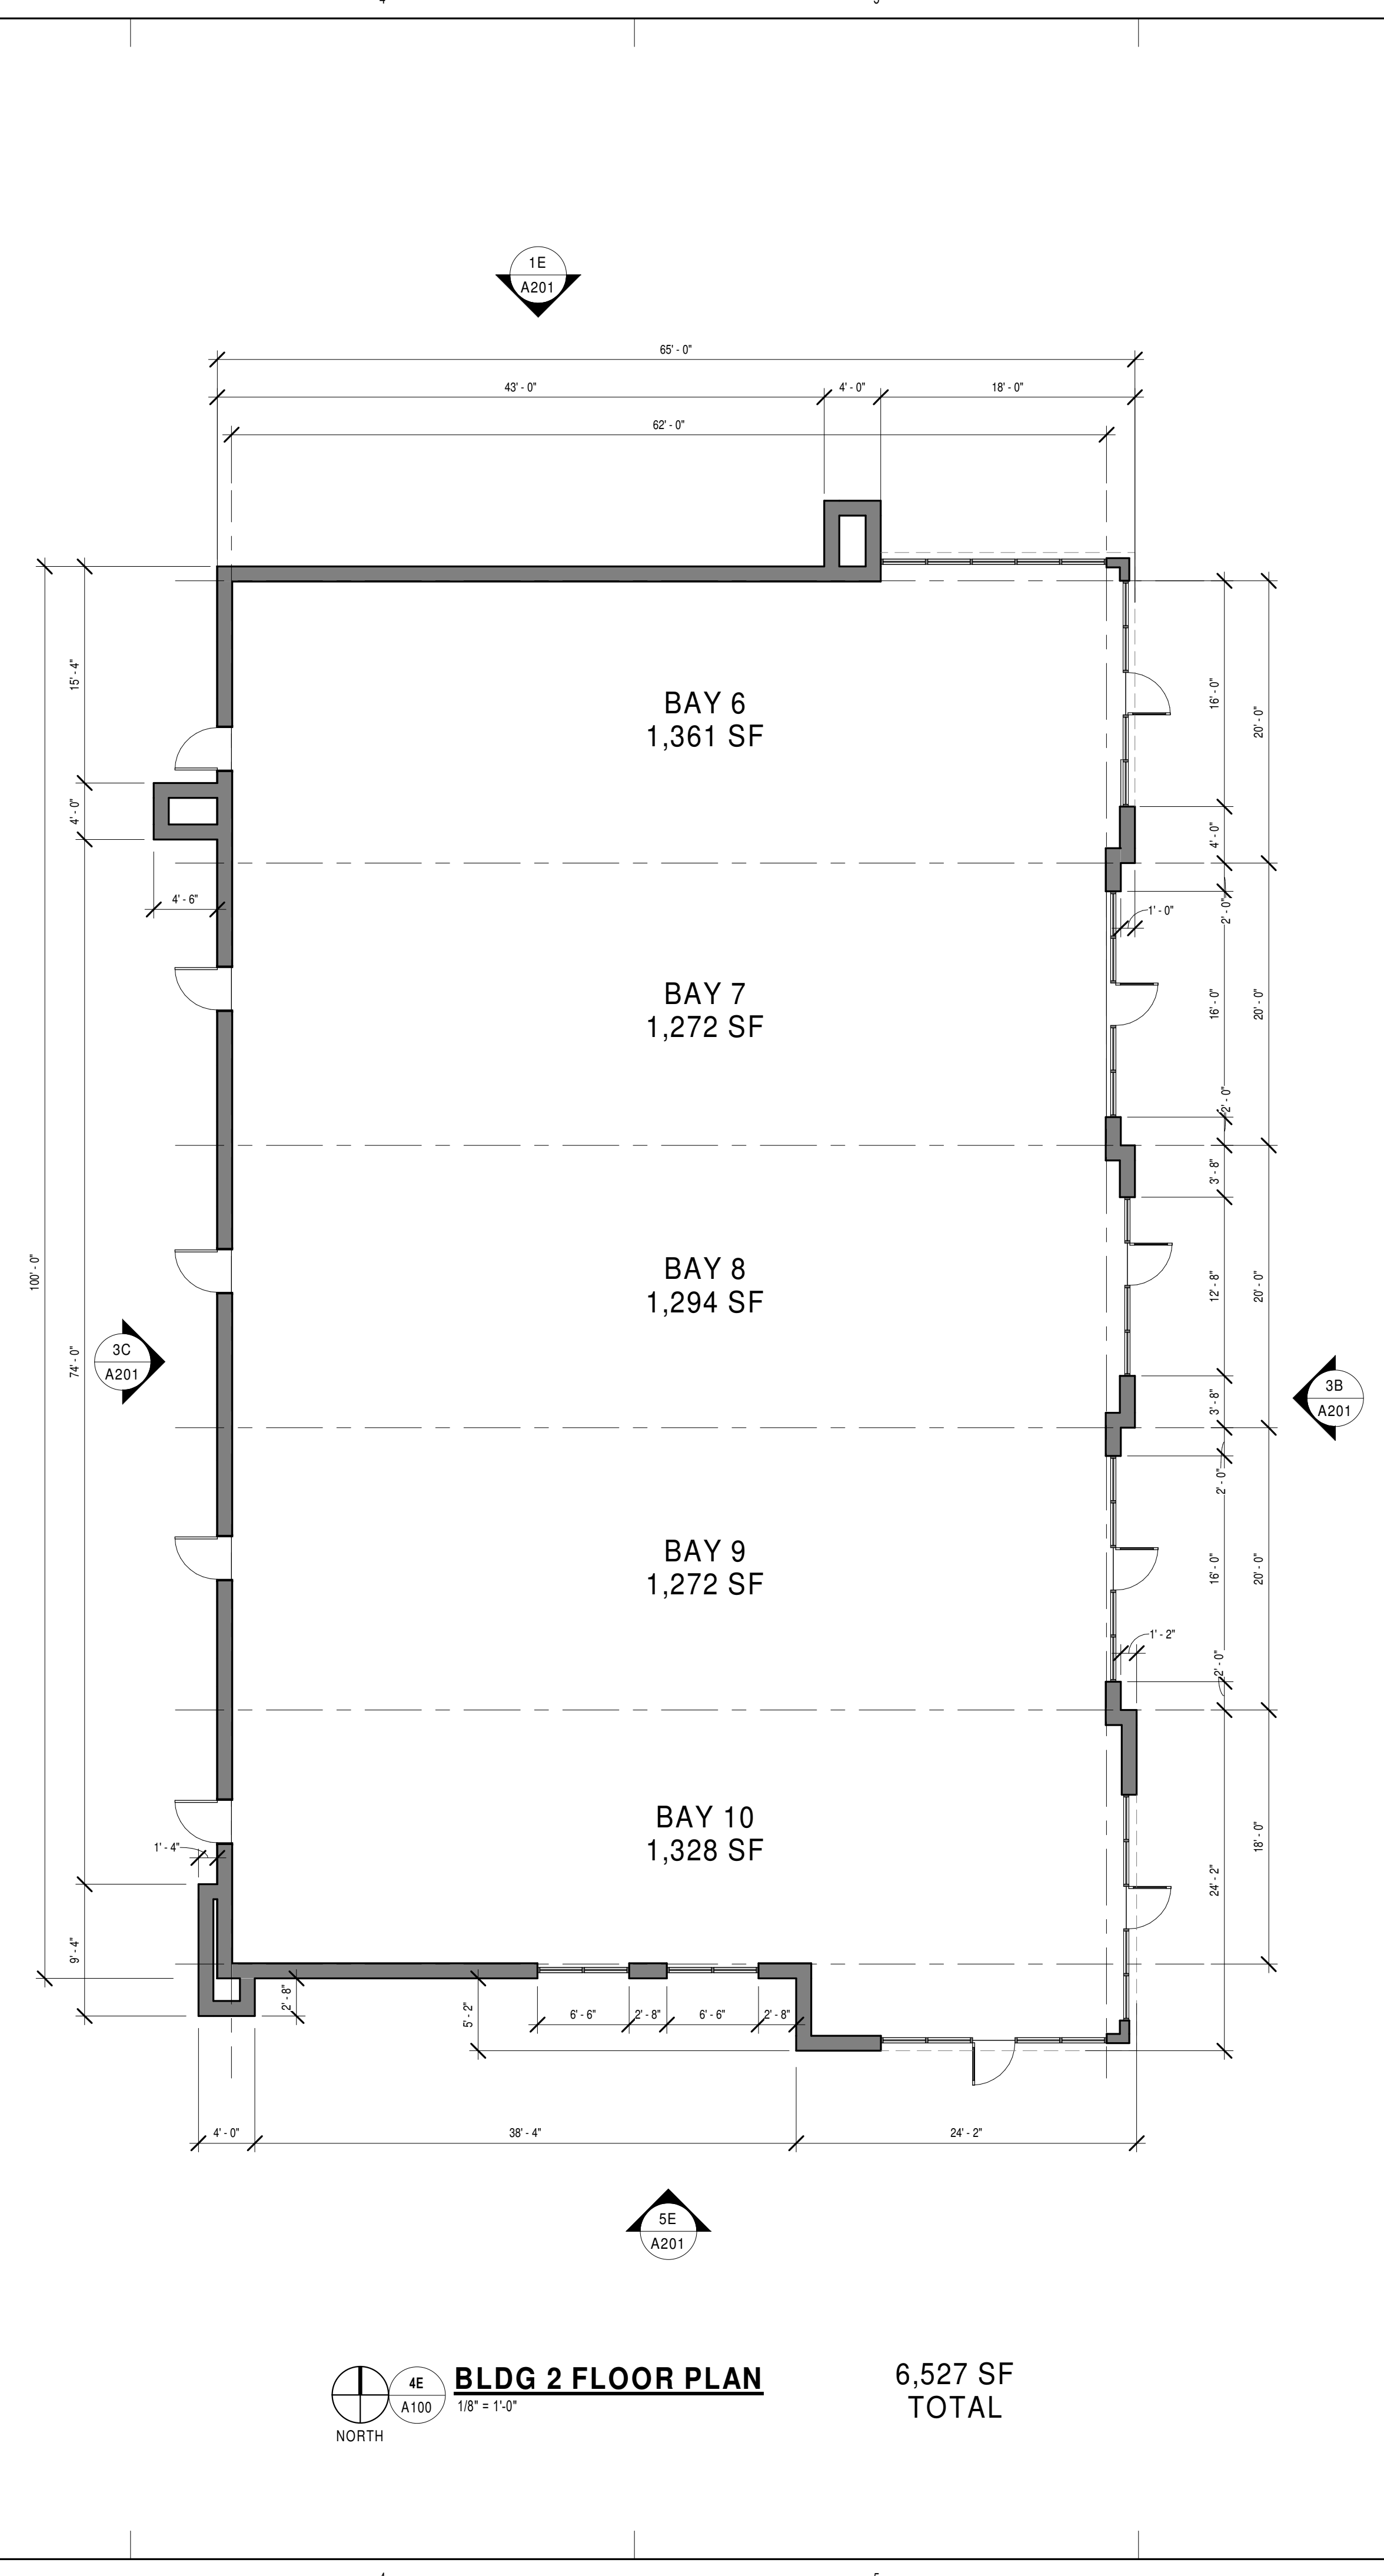 1E
A201
65' - 0"
43' - 0"
4' - 0"
18' - 0"
62' - 0"
15' - 4"
4' - 0"
4' - 6"
100' - 0"
74' - 0"
9' - 4"
BAY 6
1,361 SF
16' - 0"
20' - 0"
4' - 0"
2' - 0"
1' - 0"
BAY 7
1,272 SF
16' - 0"
20' - 0"
2' - 0"
3' - 8"
BAY 8
1,294 SF
12' - 8"
20' - 0"
3' - 8"
3C
A201
3B
A201
2' - 0"
BAY 9
1,272 SF
16' - 0"
20' - 0"
1' - 2"
2' - 0"
BAY 10
1,328 SF
1' - 4"
18' - 0"
24' - 2"
2' - 8"
5' - 2"
6' - 6"
2' - 8"
6' - 6"
2' - 8"
4' - 0"
38' - 4"
24' - 2"
5E
A201
4E
A100
BLDG 2 FLOOR PLAN
1/8" = 1'-0"
NORTH
6,527 SF
TOTAL